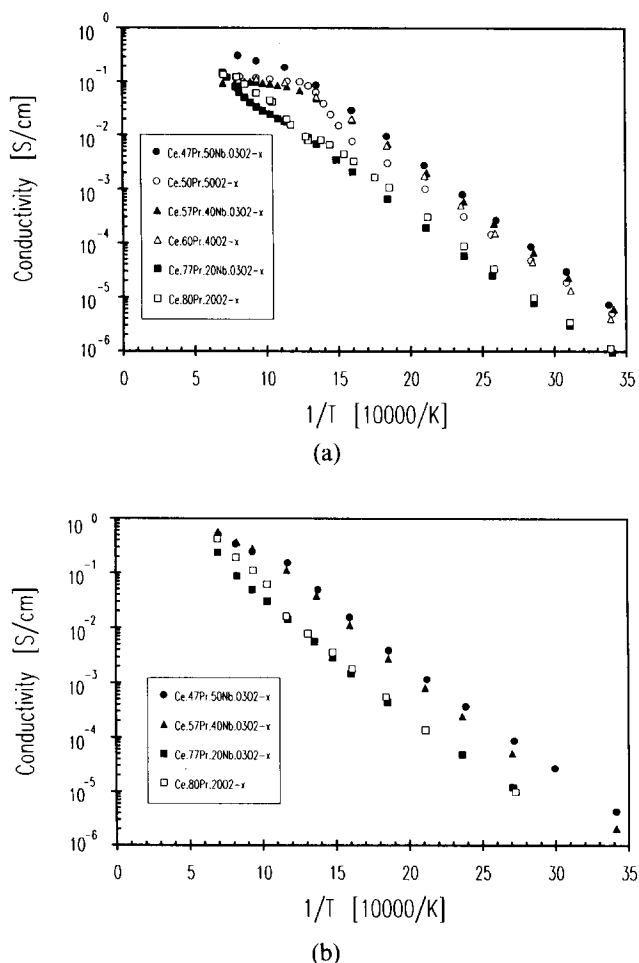 (a)
10^0
10^-1
10^-2
10^-3
10^-4
10^-5
10^-6
Conductivity [S/cm]
Ce.47Pr.50Nb.03O2-x
Ce.50Pr.50O2-x
Ce.57Pr.40Nb.03O2-x
Ce.60Pr.40O2-x
Ce.77Pr.20Nb.03O2-x
Ce.80Pr.20O2-x
0 5 10 15 20 25 30 35
1/T [10000/K]
(a)
10^0
10^-1
10^-2
10^-3
10^-4
10^-5
10^-6
Conductivity [S/cm]
Ce.47Pr.50Nb.03O2-x
Ce.57Pr.40Nb.03O2-x
Ce.77Pr.20Nb.03O2-x
Ce.80Pr.20O2-x
0 5 10 15 20 25 30 35
1/T [10000/K]
(b)